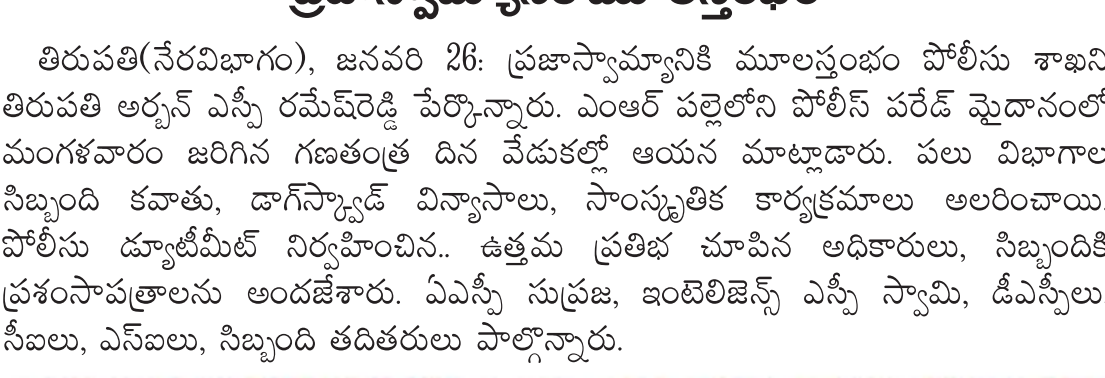 తిరుపతి(నేరవిభాగం), జనవరి 26: ప్రజాస్వామ్యానికి మూలస్తంభం పోలీసు శాఖని
తిరుపతి అర్బన్ ఎస్పీ రమేష్‌రెడ్డి పేర్కొన్నారు. ఎంఆర్ పల్లెలోని పోలీస్ పరేడ్ మైదానంలో
మంగళవారం జరిగిన గణతంత్ర దిన వేడుకల్లో ఆయన మాట్లాడారు. పలు విభాగాల
సిబ్బంది కవాతు, డాగ్‌స్క్వాడ్ విన్యాసాలు, సాంస్కృతిక కార్యక్రమాలు అలరించాయి.
పోలీసు డ్యూటీమీట్ నిర్వహించిన.. ఉత్తమ ప్రతిభ చూపిన అధికారులు, సిబ్బందికి
ప్రశంసాపత్రాలను అందజేశారు. ఏఎస్పీ సుప్రజ, ఇంటెలిజెన్స్ ఎస్పీ స్వామి, డీఎస్పీలు,
సీఐలు, ఎస్ఐలు, సిబ్బంది తదితరులు పాల్గొన్నారు.